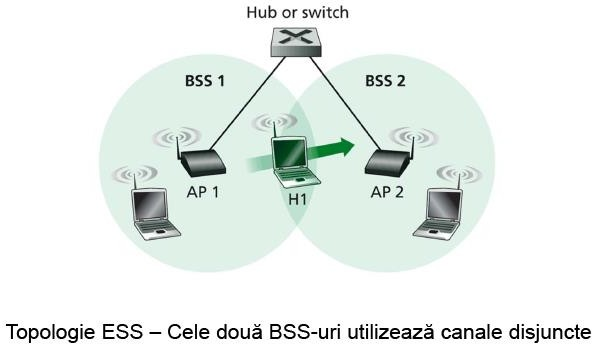 Hub or switch
BSS 1
BSS 2
AP 1
H1
AP 2
Topologie ESS – Cele două BSS-uri utilizează canale disjuncte